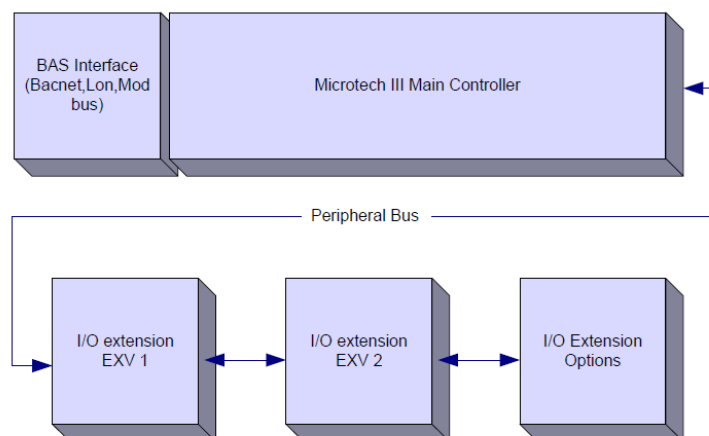 BAS Interface
(Bacnet,Lon,Mod
bus)
Microtech III Main Controller
Peripheral Bus
I/O extension
EXV 1
I/O extension
EXV 2
I/O Extension
Options